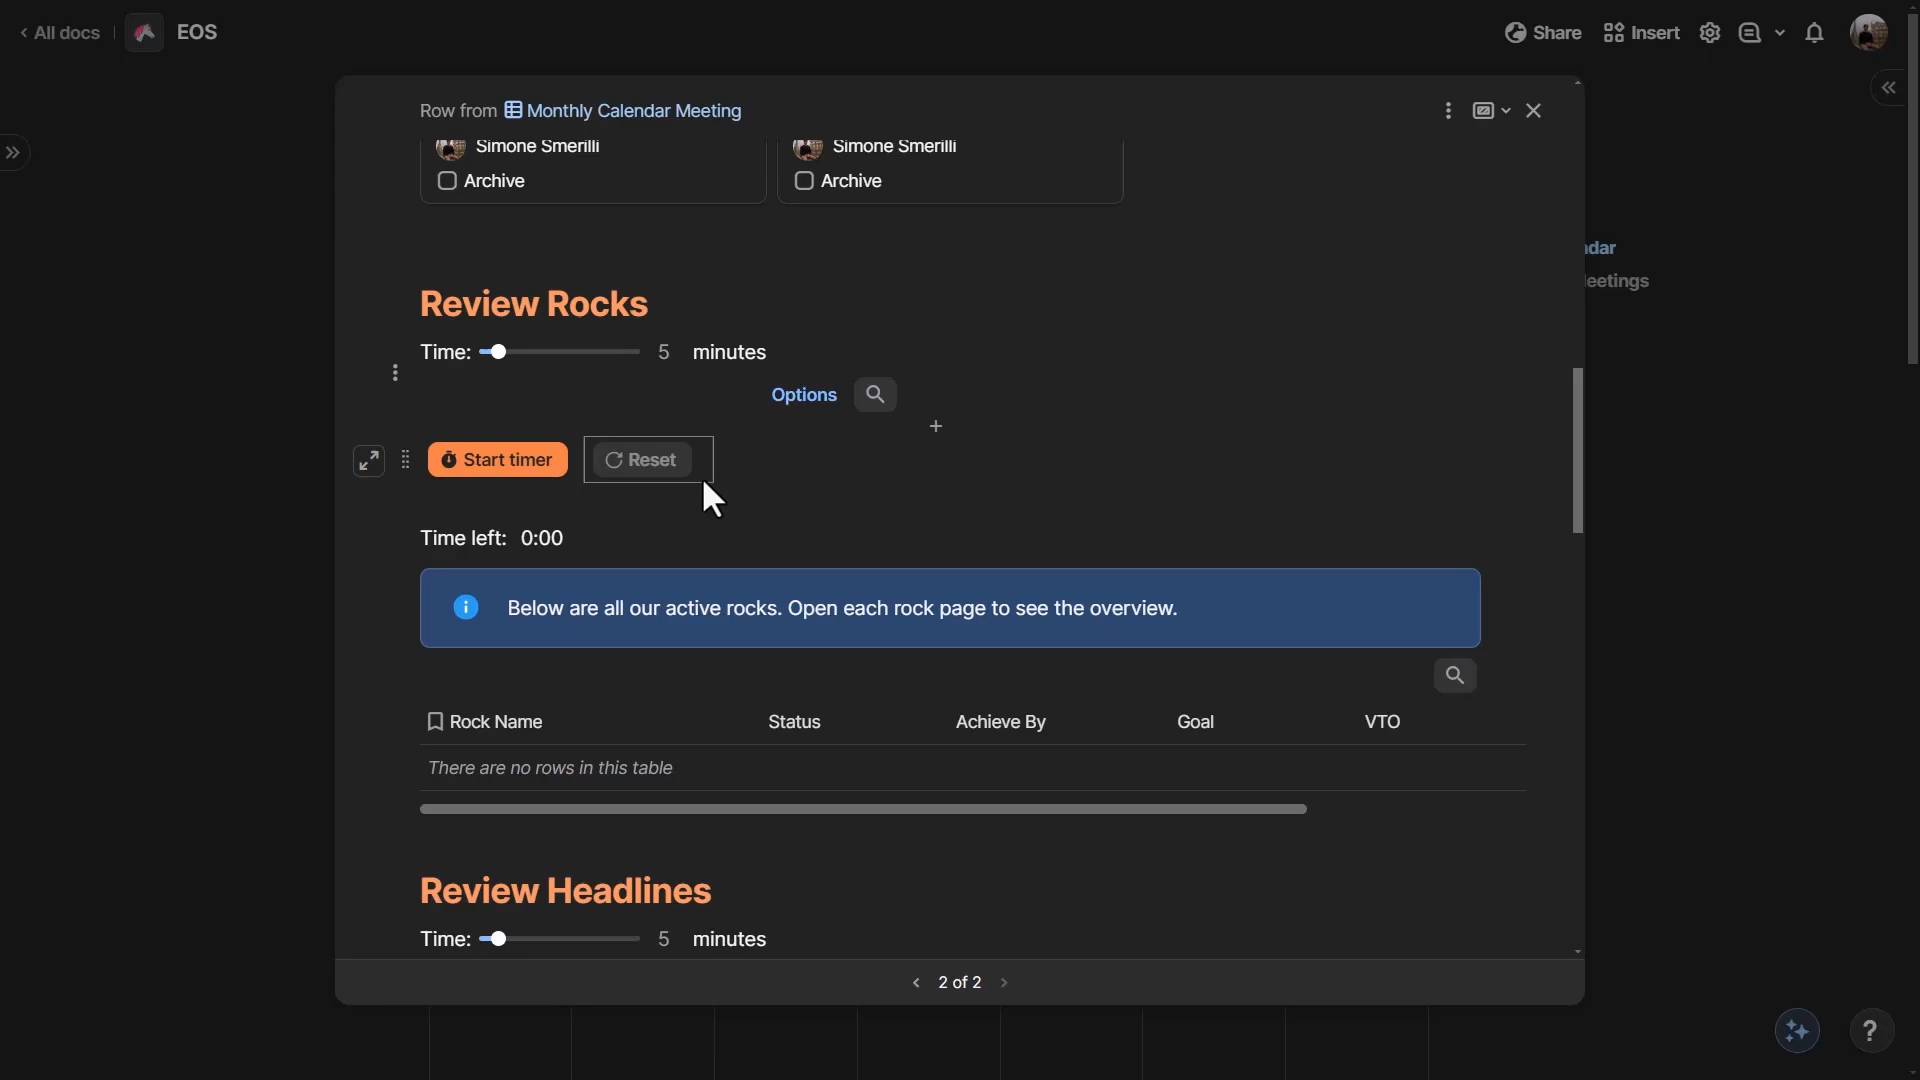 All docs
EOS
Share
Insert
Row from Monthly Calendar Meeting
Simone Smerilli
Simone Smerilli
Archive
Archive
ndar
Meetings
Review Rocks
Time: 5 minutes
Options
+
Start timer
Reset
Time left: 0:00
Below are all our active rocks. Open each rock page to see the overview.
Rock Name Status Achieve By Goal VTO
There are no rows in this table
Review Headlines
Time: 5 minutes
2 of 2
?